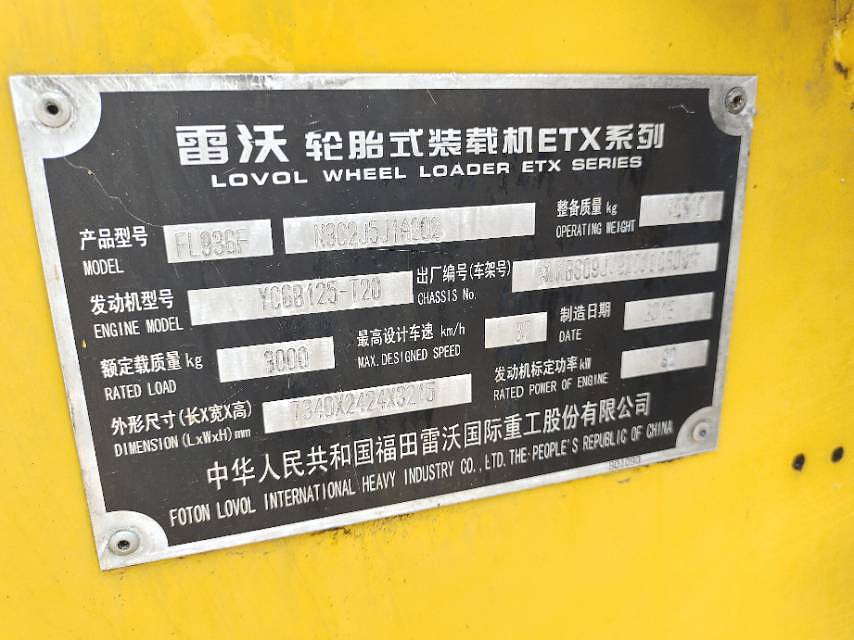 雷沃 轮胎式装载机ETX系列
LOVOL WHEEL LOADER ETX SERIES
产品型号 FL936F N3G2J5J1A202
MODEL
整备质量 kg
OPERATING WEIGHT
发动机型号 YC6B125-T20
ENGINE MODEL
出厂编号(车架号)
CHASSIS No.
额定载质量 kg 3000
RATED LOAD
最高设计车速 km/h
MAX.DESIGNED SPEED
制造日期
DATE
外形尺寸(长X宽X高) 7340X2424X3216
DIMENSION(LxWxH)mm
发动机标定功率kW 92
RATED POWER OF ENGINE
中华人民共和国福田雷沃国际重工股份有限公司
FOTON LOVOL INTERNATIONAL HEAVY INDUSTRY CO.,LTD.THE·PEOPLE'S REPUBLIC OF CHINA